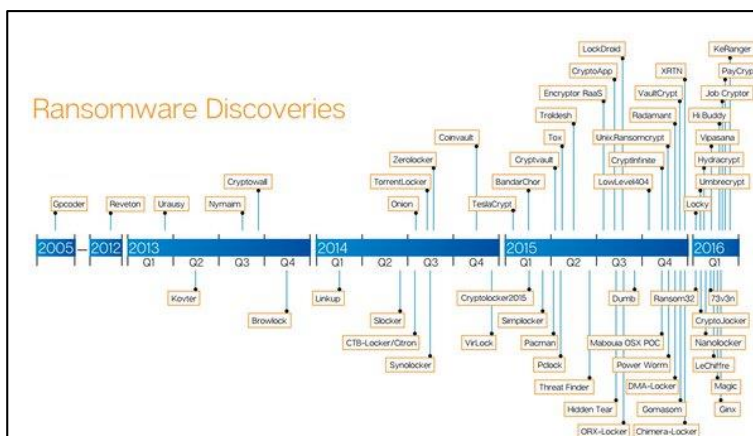 Ransomware Discoveries
LockDroid
KeRanger
CryptoApp
XRTN
PayCryp
Encryptor RaaS
VaultCrypt
Job Cryptor
Troldesh
Radamant
Hi Buddy
Coinvault
Tox
Unix.Ransomcrypt
Vipasana
Zerolocker
Cryptvault
CryptInfinite
Hydracrypt
Cryptowall
TorrentLocker
BandarChor
LowLevel404
Umbrecrypt
Gpcoder
Reveton
Urausy
Nymaim
Onion
TeslaCrypt
Locky
2005
2012
2013
2014
2015
2016
Q1
Q2
Q3
Q4
Q1
Q2
Q3
Q4
Q1
Q2
Q3
Q4
Q1
Kovter
Linkup
Cryptolocker2015
Dumb
Ransom32
73v3n
Browlock
Slocker
Simplocker
CryptoJocker
CTB-Locker/Citron
VirLock
Pacman
Mabouia OSX POC
Nanolocker
Synolocker
Pclock
Power Worm
LeChiffre
Threat Finder
DMA-Locker
Magic
Hidden Tear
Gomasom
Ginx
ORX-Locker
Chimera-Locker